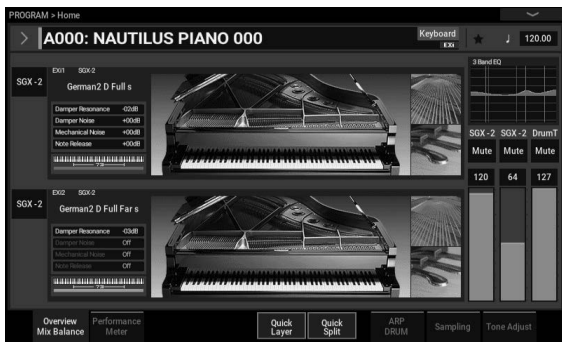 PROGRAM > Home
A000: NAUTILUS PIANO 000
Keyboard
EXi
120.00
SGX -2
EXi1 SGX-2
German2 D Full s
Damper Resonance -02dB
Damper Noise +00dB
Mechanical Noise +00dB
Note Release +00dB
73
3 Band EQ
SGX - 2 SGX - 2 DrumT
Mute Mute Mute
120 64 127
SGX -2
EXi2 SGX-2
German2 D Full Far s
Damper Resonance -03dB
Damper Noise Off
Mechanical Noise Off
Note Release Off
73
Overview
Mix Balance
Performance
Meter
Quick
Layer
Quick
Split
ARP
DRUM
Sampling
Tone Adjust